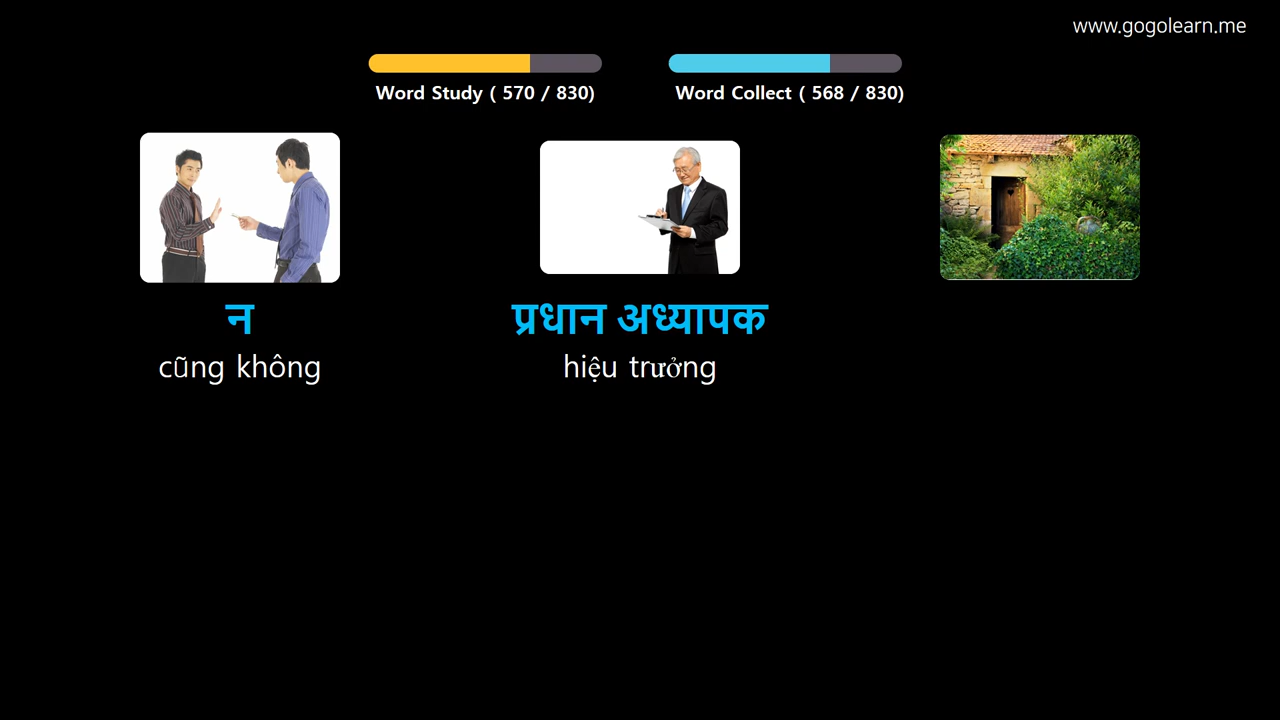 www.gogolearn.me
Word Study ( 570 / 830)
Word Collect ( 568 / 830)
न
cũng không
प्रधान अध्यापक
hiệu trưởng